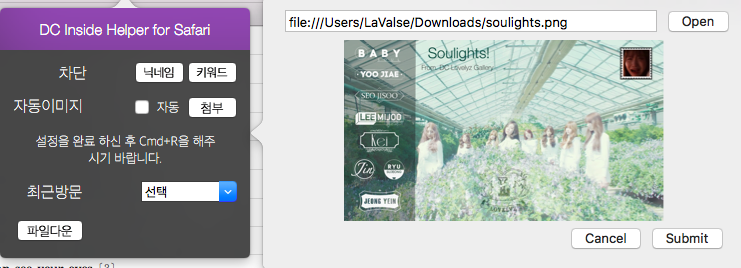 DC Inside Helper for Safari
차단 닉네임 키워드
자동이미지 자동 첨부
설정을 완료 하신 후 Cmd+R을 해주
시기 바랍니다.
최근방문 선택
파일다운
file:///Users/LaValse/Downloads/soulights.png Open
BABY
YOO JIAE
SEO JISOO
LEE MIJOO
Kei
Jin RYU
JEONG YEIN
Soulights!
From. DC Lovelyz Gallery
Cancel Submit